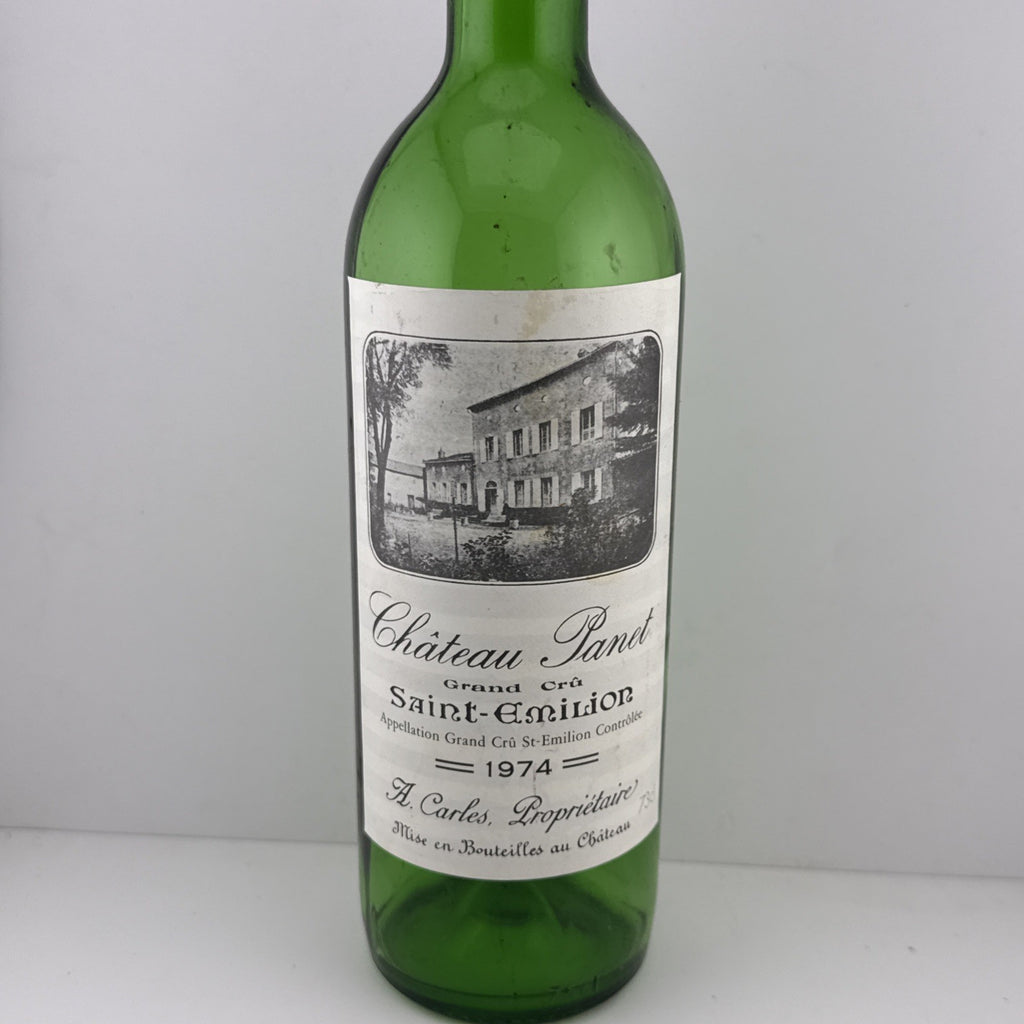 Château Panet
Grand Crû
Saint-Emilion
Appellation Grand Crû St-Emilion Contrôlée
1974
A. Carles, Propriétaire
Mise en Bouteilles au Château